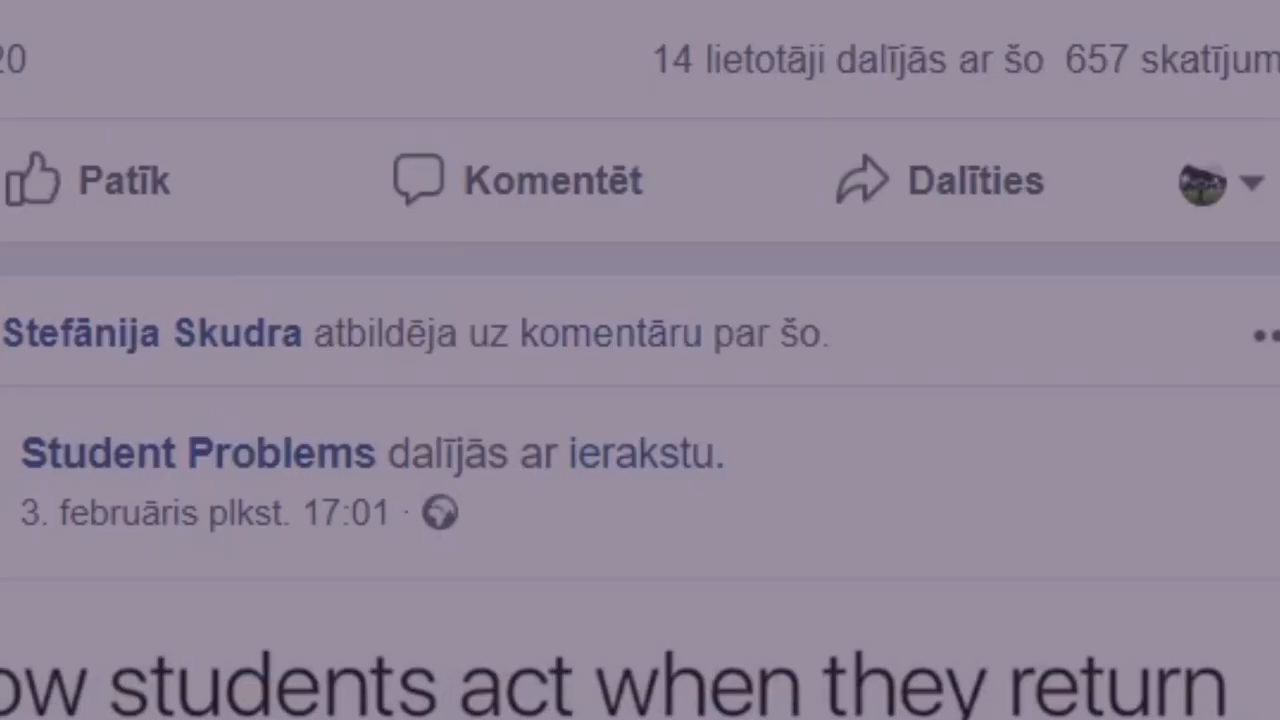 20 14 lietotāji dalījās ar šo 657 skatījum
Patīk Komentēt Dalīties
Stefānija Skudra atbildēja uz komentāru par šo.
Student Problems dalījās ar ierakstu.
3. februāris plkst. 17:01 ·
ow students act when they return